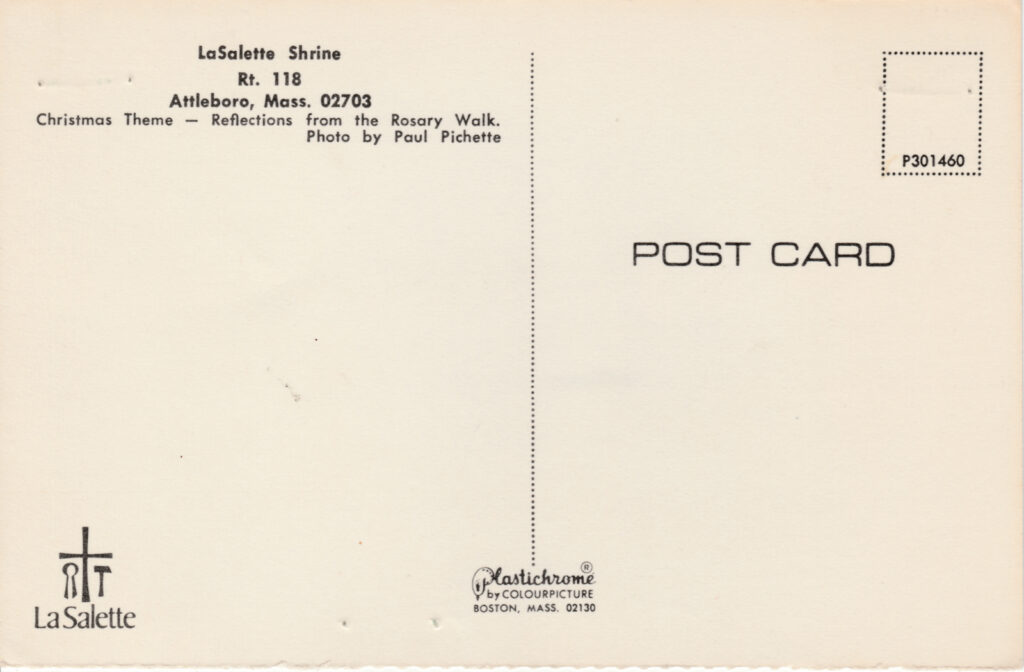 LaSalette Shrine
Rt. 118
Attleboro, Mass. 02703
Christmas Theme — Reflections from the Rosary Walk.
Photo by Paul Pichette
P301460
POST CARD
La Salette
Plastichrome ®
by COLOURPICTURE
BOSTON, MASS. 02130